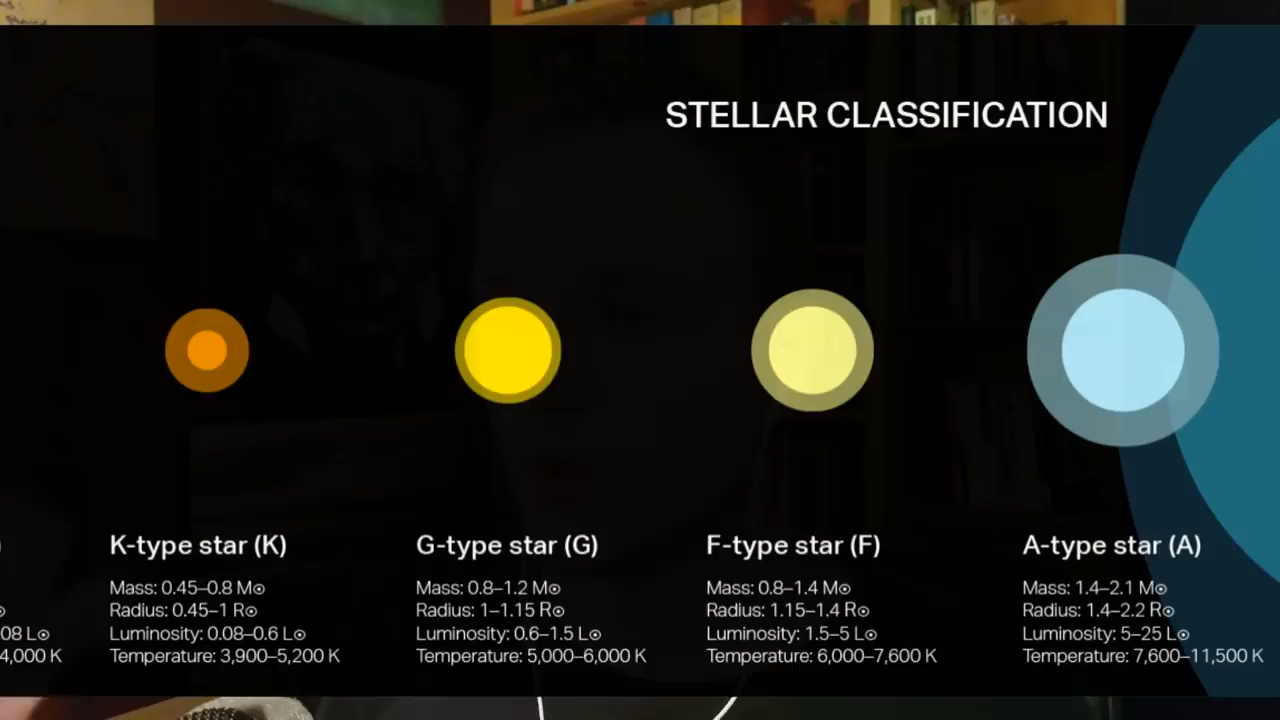 STELLAR CLASSIFICATION
K-type star (K)
Mass: 0.45–0.8 M⊙
Radius: 0.45–1 R⊙
Luminosity: 0.08–0.6 L⊙
Temperature: 3,900–5,200 K
G-type star (G)
Mass: 0.8–1.2 M⊙
Radius: 1–1.15 R⊙
Luminosity: 0.6–1.5 L⊙
Temperature: 5,000–6,000 K
F-type star (F)
Mass: 0.8–1.4 M⊙
Radius: 1.15–1.4 R⊙
Luminosity: 1.5–5 L⊙
Temperature: 6,000–7,600 K
A-type star (A)
Mass: 1.4–2.1 M⊙
Radius: 1.4–2.2 R⊙
Luminosity: 5–25 L⊙
Temperature: 7,600–11,500 K
)
⊙
08 L⊙
4,000 K